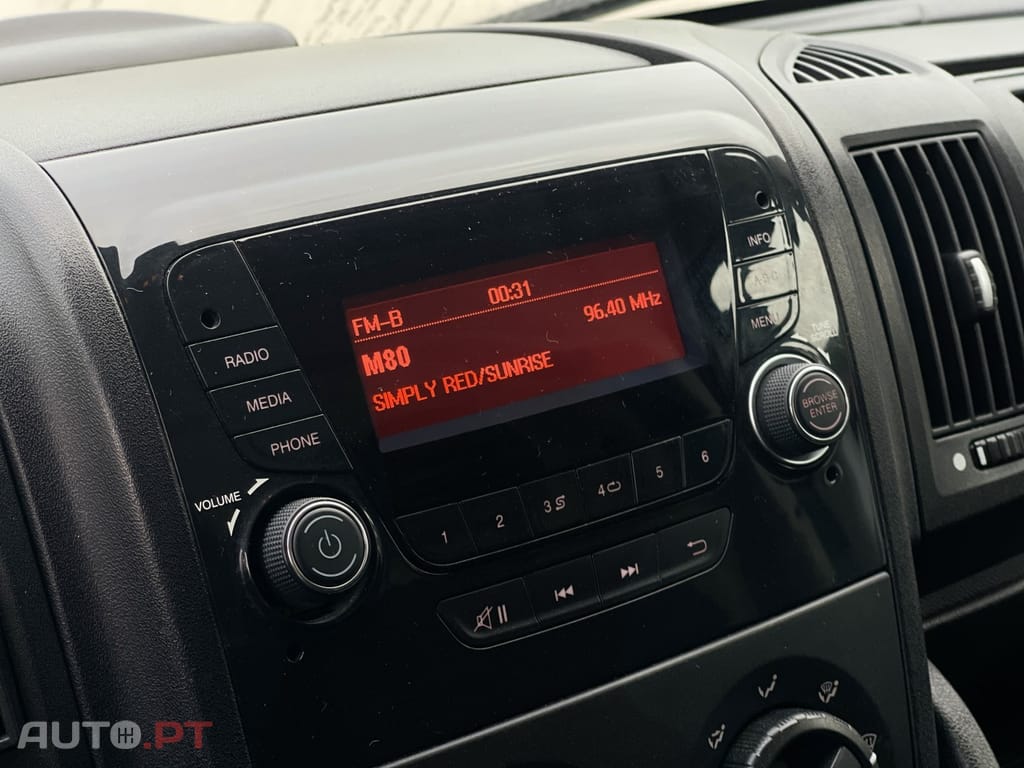 00:31
FM-B
96.40 MHz
M80
SIMPLY RED/SUNRISE
RADIO
MEDIA
PHONE
INFO
MENU
BROWSE
ENTER
VOLUME
1
2
3
4
5
6
AUTO.PT